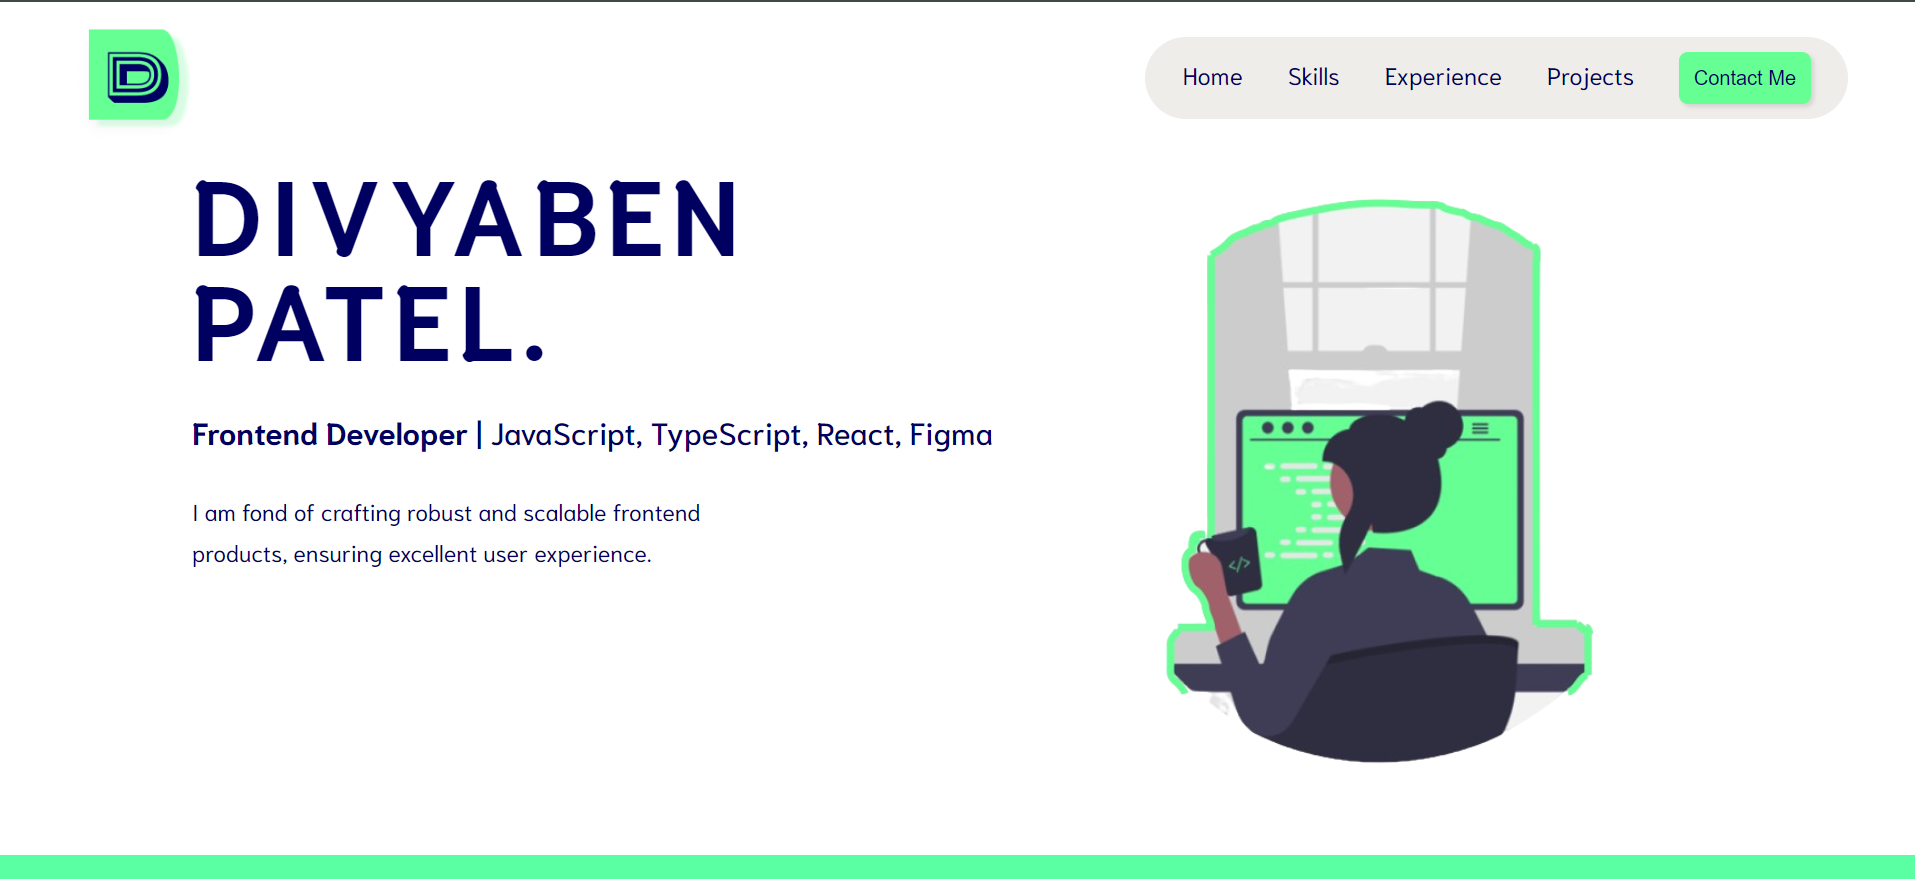 D
Home Skills Experience Projects Contact Me
DIVYABEN
PATEL.
Frontend Developer | JavaScript, TypeScript, React, Figma
I am fond of crafting robust and scalable frontend
products, ensuring excellent user experience.
</>